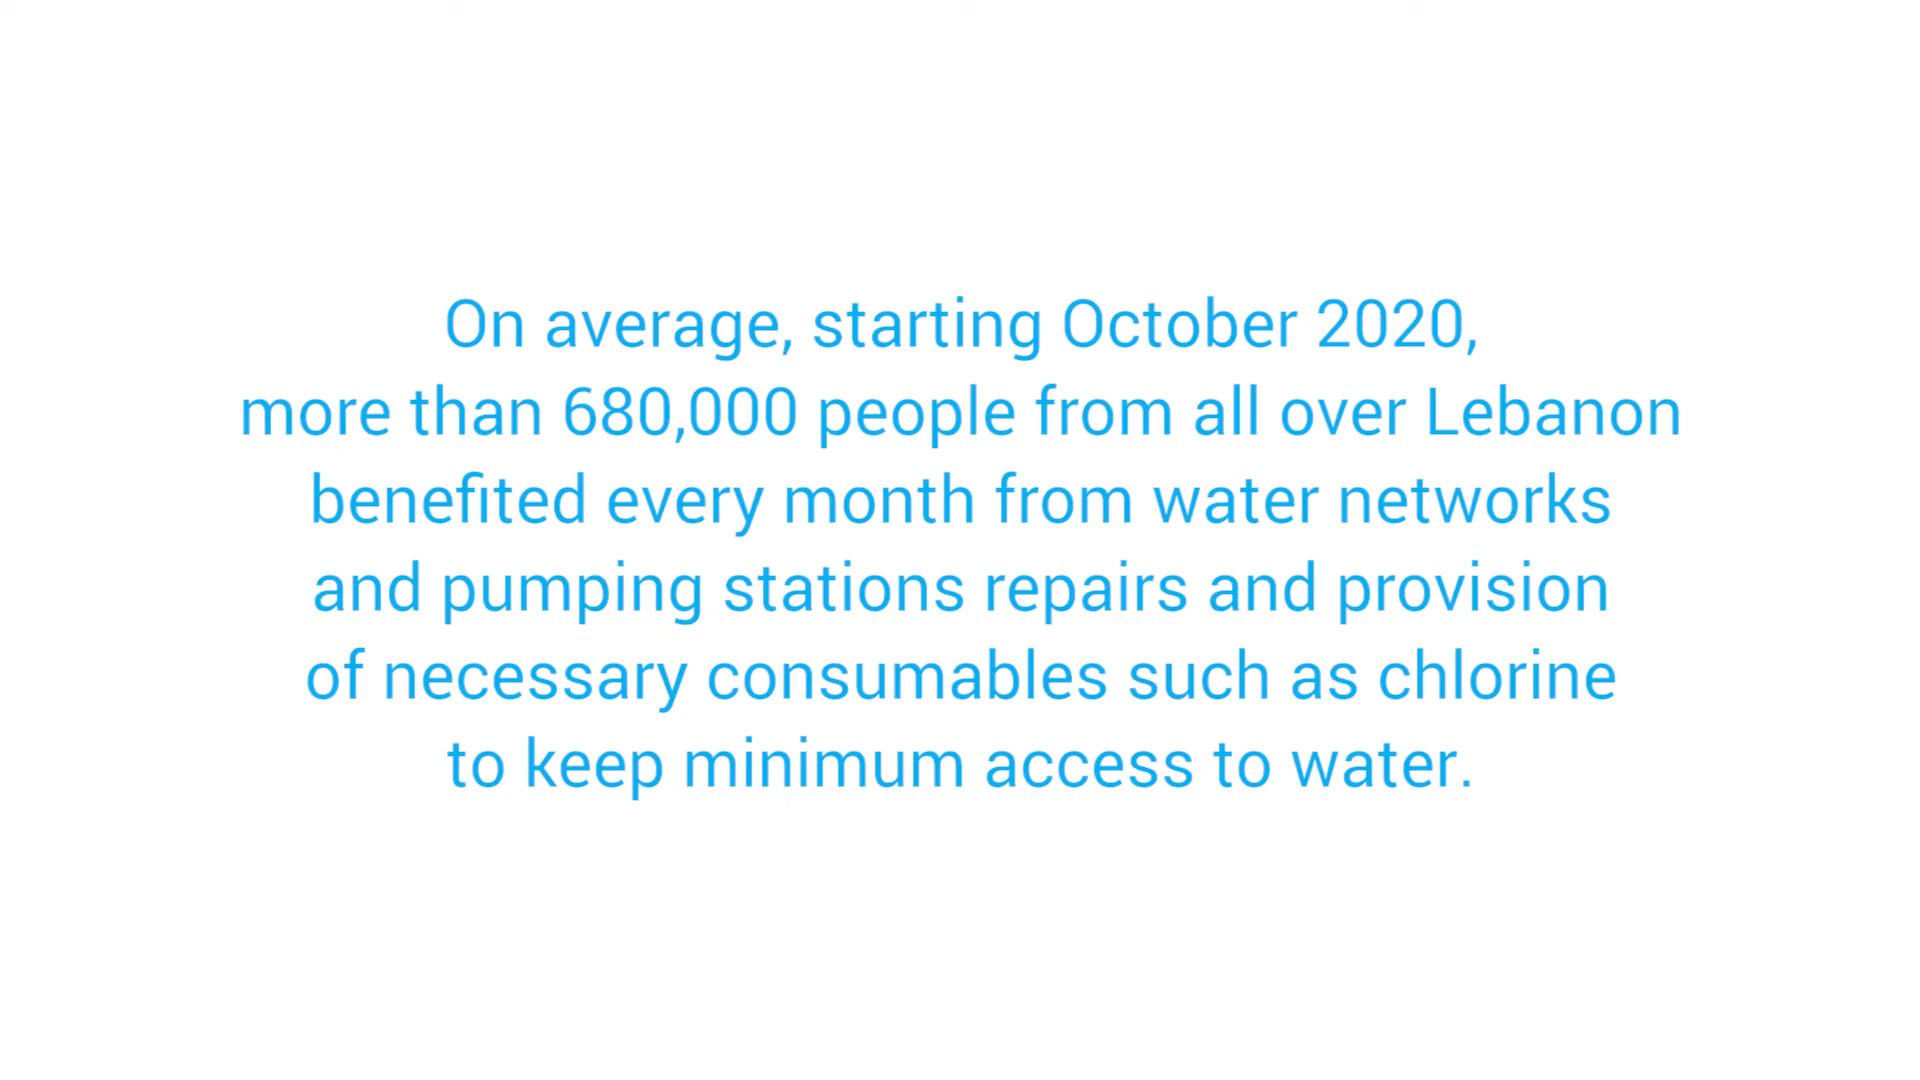 On average, starting October 2020,
more than 680,000 people from all over Lebanon
benefited every month from water networks
and pumping stations repairs and provision
of necessary consumables such as chlorine
to keep minimum access to water.